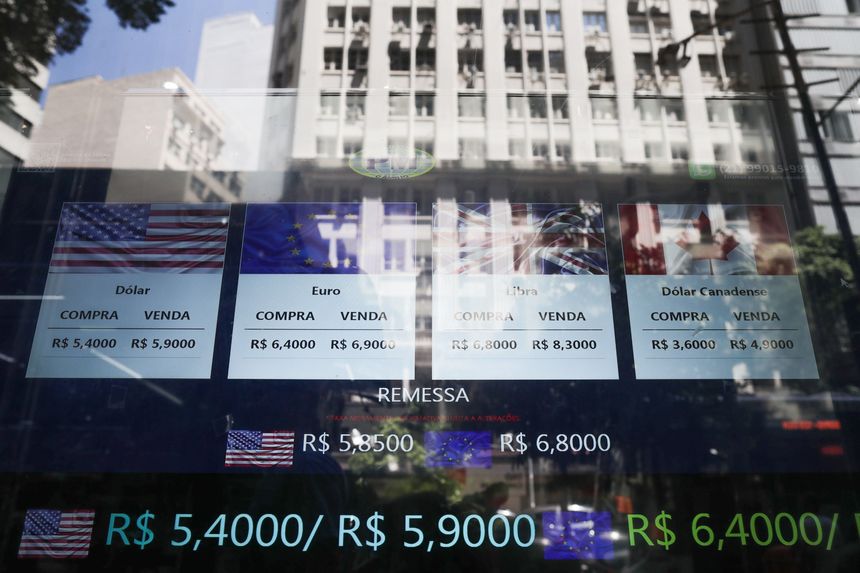 Dólar Euro Libra Dólar Canadense
COMPRA VENDA COMPRA VENDA COMPRA VENDA COMPRA VENDA
R$ 5,4000 R$ 5,9000 R$ 6,4000 R$ 6,9000 R$ 6,8000 R$ 8,3000 R$ 3,6000 R$ 4,9000
REMESSA
R$ 5,8500 R$ 6,8000
R$ 5,4000/ R$ 5,9000 R$ 6,4000/